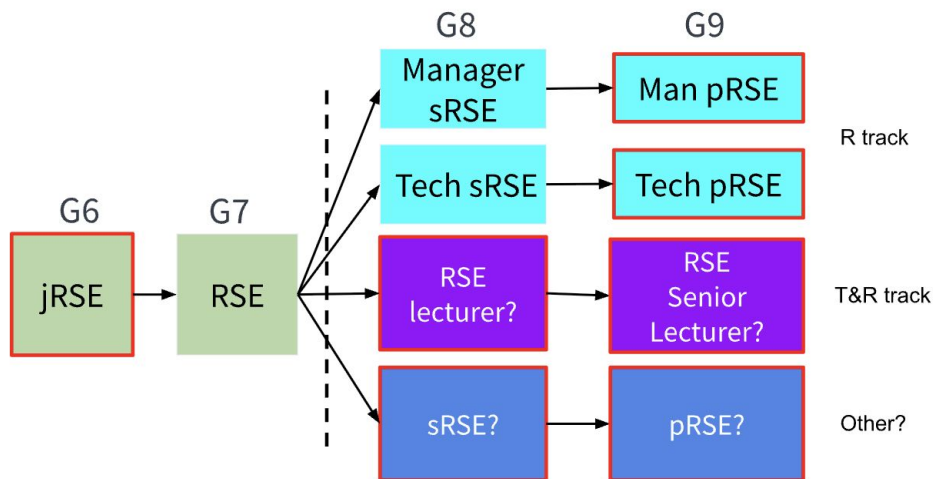 G8
G9
Manager
sRSE
Man pRSE
R track
Tech sRSE
Tech pRSE
G6
G7
jRSE
RSE
RSE
lecturer?
RSE
Senior
Lecturer?
T&R track
sRSE?
pRSE?
Other?